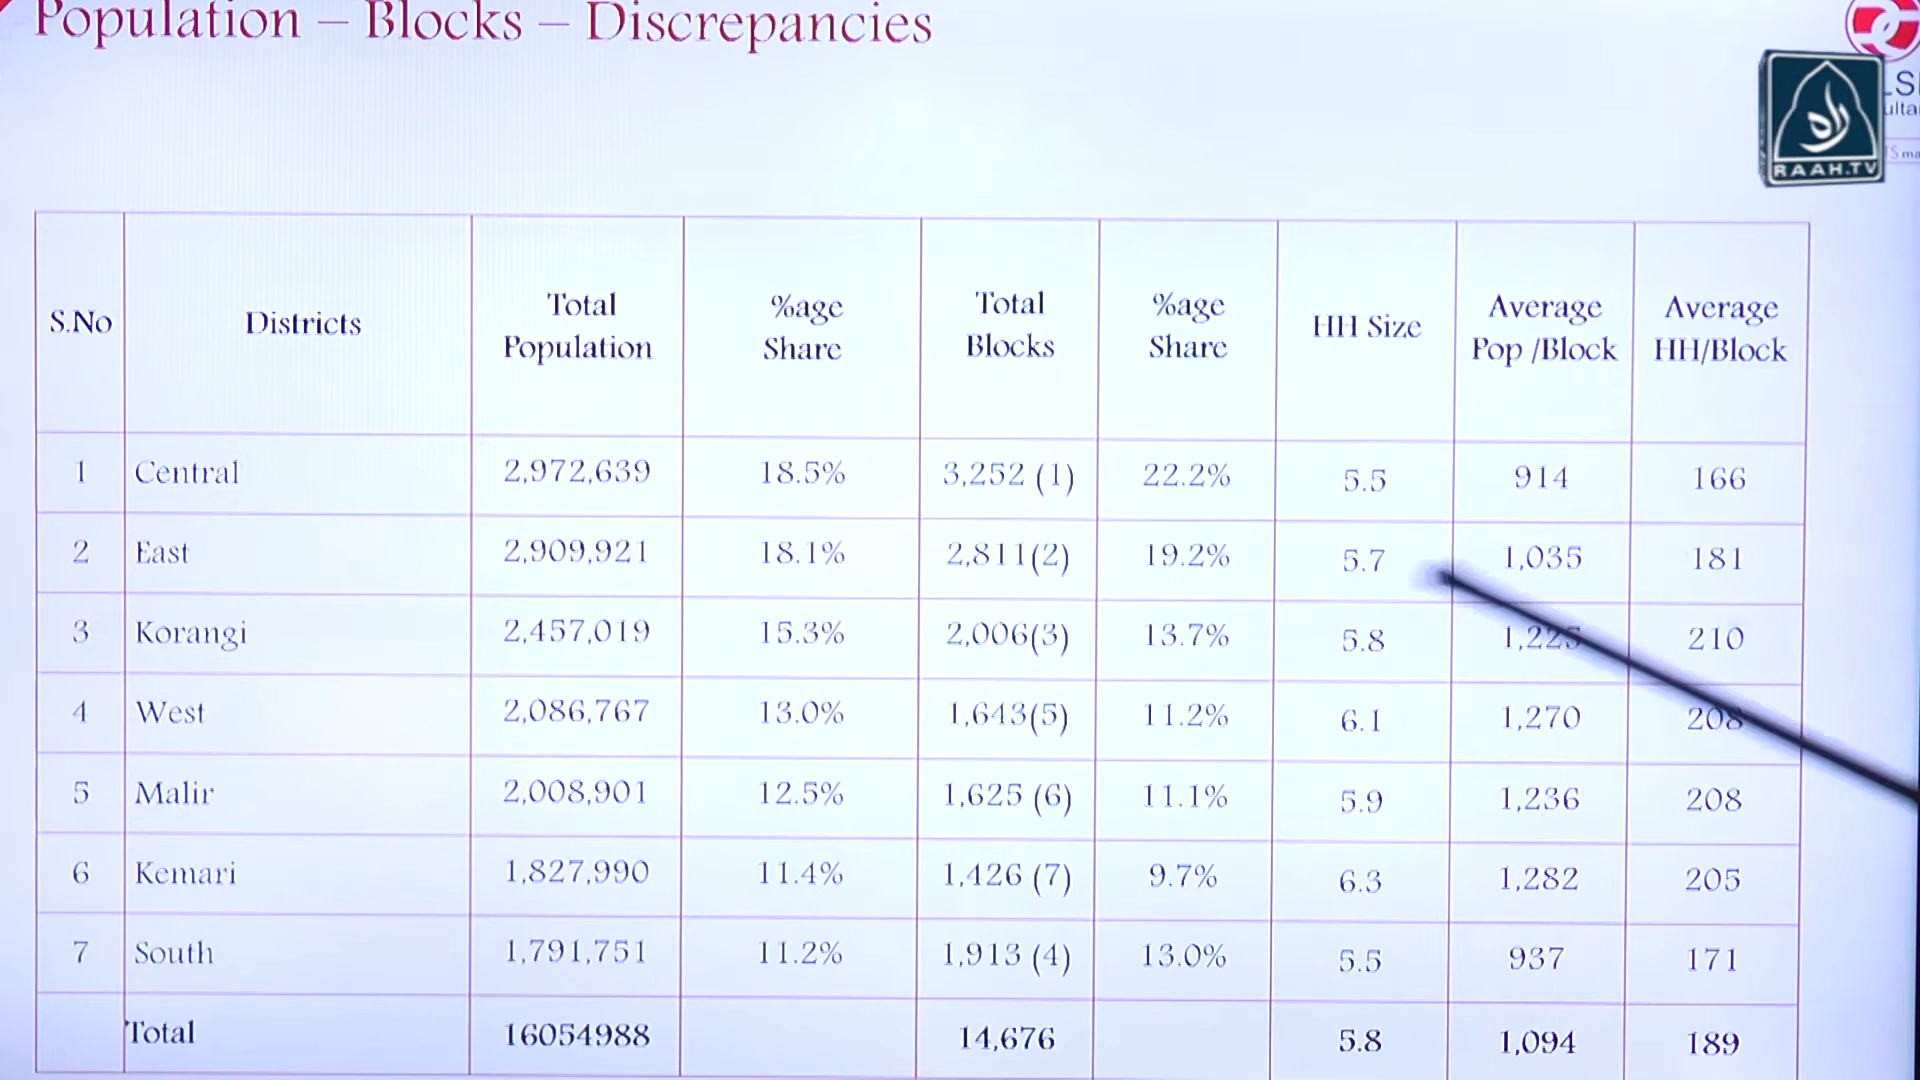 Population – Blocks – Discrepancies
RAAH.TV
S.No Districts Total Population %age Share Total Blocks %age Share HH Size Average Pop /Block Average HH/Block
1 Central 2,972,639 18.5% 3,252 (1) 22.2% 5.5 914 166
2 East 2,909,921 18.1% 2,811(2) 19.2% 5.7 1,035 181
3 Korangi 2,457,019 15.3% 2,006(3) 13.7% 5.8 1,225 210
4 West 2,086,767 13.0% 1,643(5) 11.2% 6.1 1,270 208
5 Malir 2,008,901 12.5% 1,625 (6) 11.1% 5.9 1,236 208
6 Kemari 1,827,990 11.4% 1,426 (7) 9.7% 6.3 1,282 205
7 South 1,791,751 11.2% 1,913 (4) 13.0% 5.5 937 171
Total 16054988 14,676 5.8 1,094 189